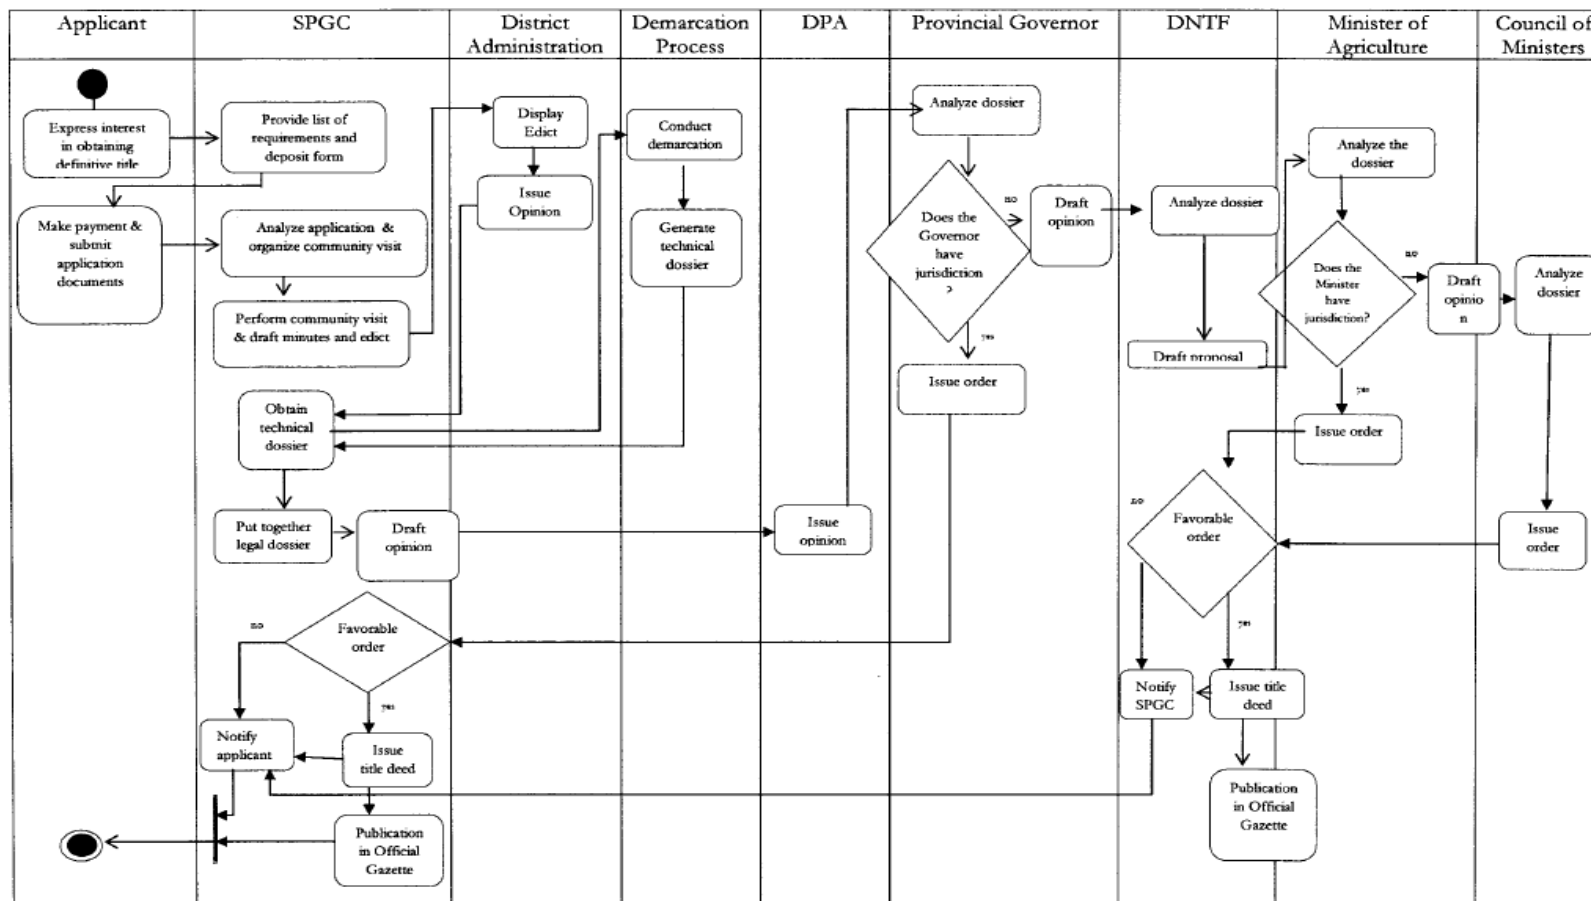 Applicant
SPGC
District
Administration
Demarcation
Process
DPA
Provincial Governor
DNTF
Minister of
Agriculture
Council of
Ministers
Express interest
in obtaining
definitive title
Provide list of
requirements and
deposit form
Make payment &
submit
application
documents
Analyze application &
organize community visit
Perform community visit
& draft minutes and edict
Display
Edict
Issue
Opinion
Conduct
demarcation
Generate
technical
dossier
Obtain
technical
dossier
Put together
legal dossier
Draft
opinion
Issue
opinion
Analyze dossier
Does the
Governor
have
jurisdiction
?
no
Draft
opinion
yes
Issue order
Analyze dossier
Draft proposal
Analyze the
dossier
Does the
Minister
have
jurisdiction?
no
Draft
opinio
n
yes
Issue order
Analyze
dossier
Issue
order
Favorable
order
no
yes
Notify
SPGC
Issue title
deed
Publication
in Official
Gazette
Favorable
order
no
yes
Notify
applicant
Issue
title deed
Publication
in Official
Gazette